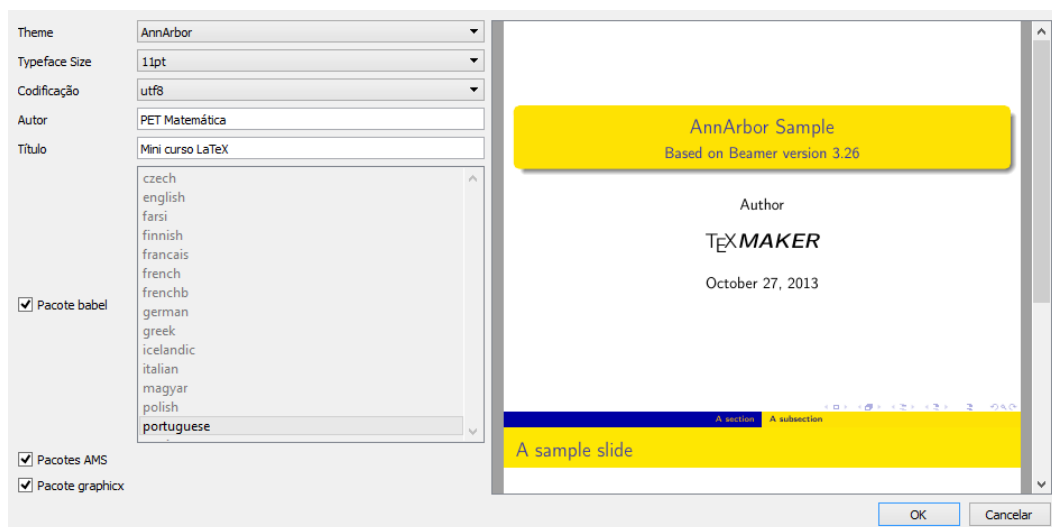 Theme
AnnArbor
Typeface Size
11pt
Codificação
utf8
Autor
PET Matemática
Título
Mini curso LaTeX
czech
english
farsi
finnish
francais
french
frenchb
german
greek
icelandic
italian
magyar
polish
portuguese
Pacote babel
Pacotes AMS
Pacote graphicx
AnnArbor Sample
Based on Beamer version 3.26
Author
TEXMAKER
October 27, 2013
A section A subsection
A sample slide
OK
Cancelar